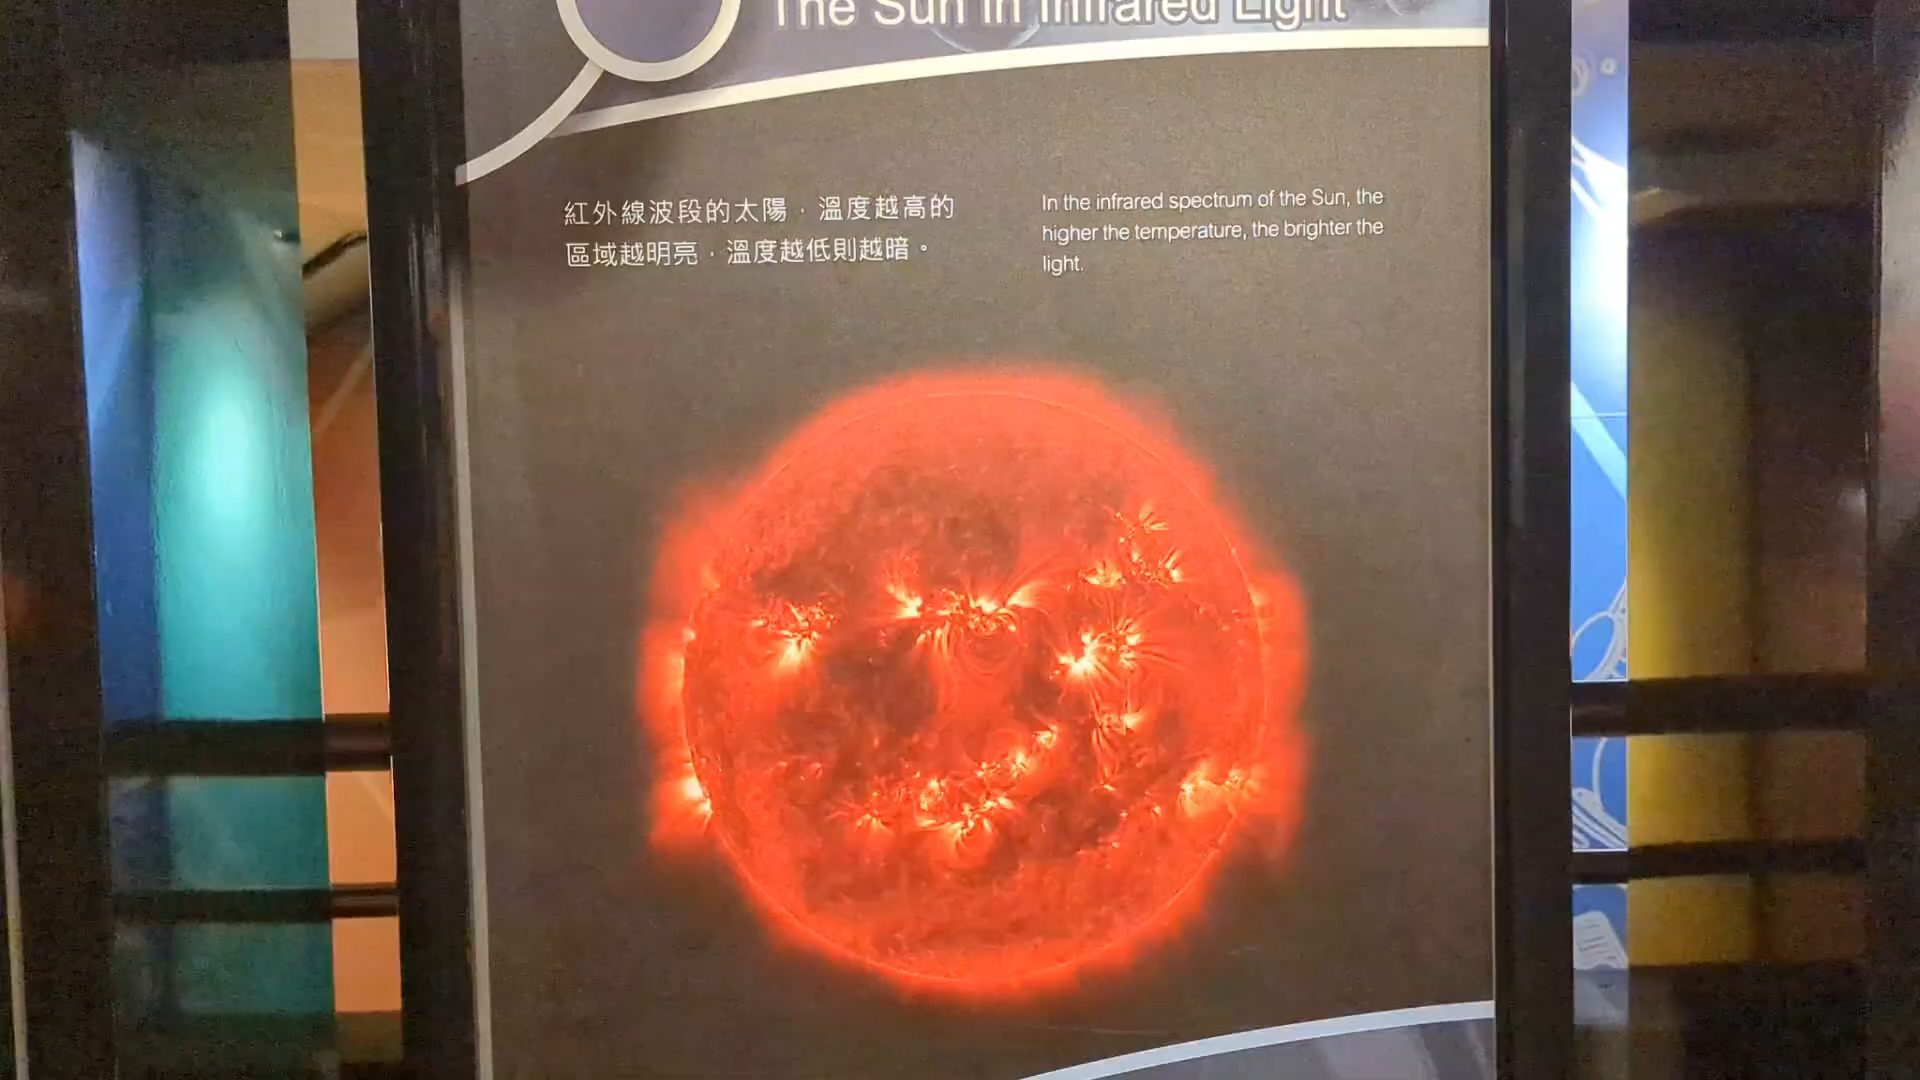 The Sun in Infrared Light
紅外線波段的太陽，溫度越高的
區域越明亮，溫度越低則越暗。
In the infrared spectrum of the Sun, the
higher the temperature, the brighter the
light.